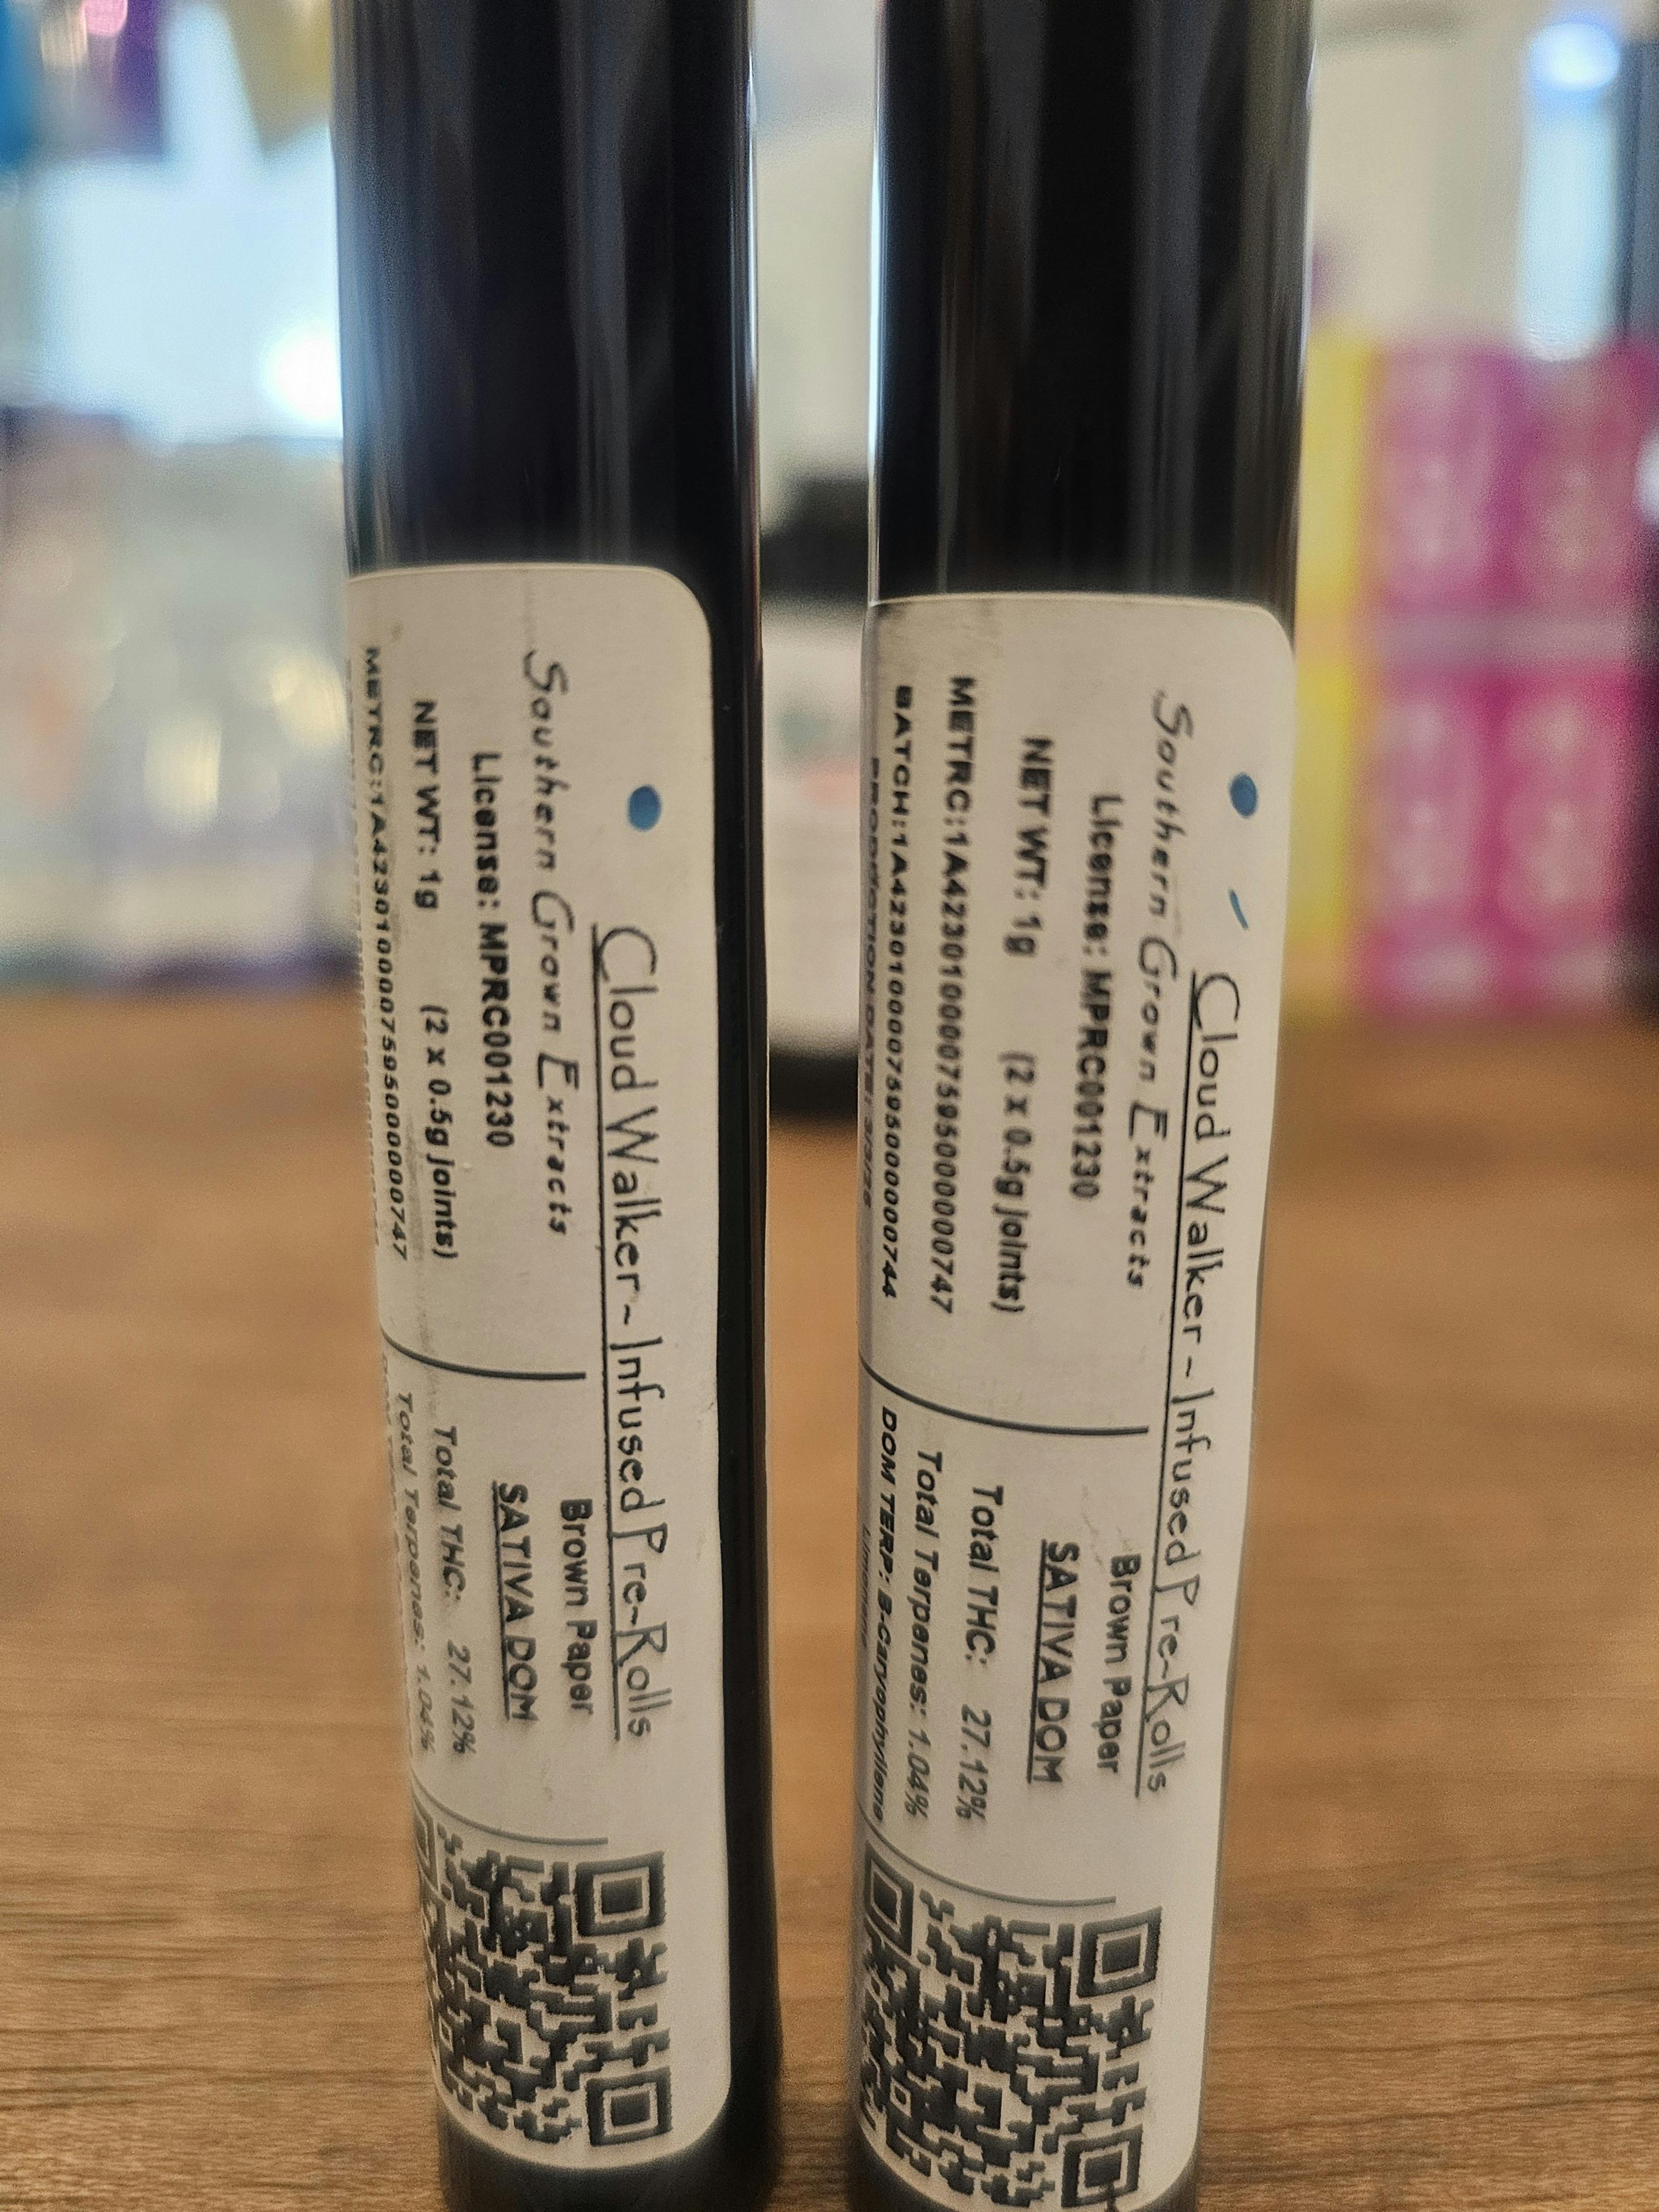 Cloud Walker ~ Infused Pre~Rolls
Southern Grown Extracts
License: MPRC001230
NET WT: 1g (2 x 0.5g joints)
METRC:1A4230100007595000000747
Brown Paper
SATIVA DOM
Total THC: 27.12%
Total Terpenes: 1.04%
Cloud Walker ~ Infused Pre~Rolls
Southern Grown Extracts
License: MPRC001230
NET WT: 1g (2 x 0.5g joints)
METRC:1A4230100007595000000747
BATCH:1A4230100007595000000744
PRODUCTION DATE:
Brown Paper
SATIVA DOM
Total THC: 27.12%
Total Terpenes: 1.04%
DOM TERP: B-Caryophyllene
Limonene